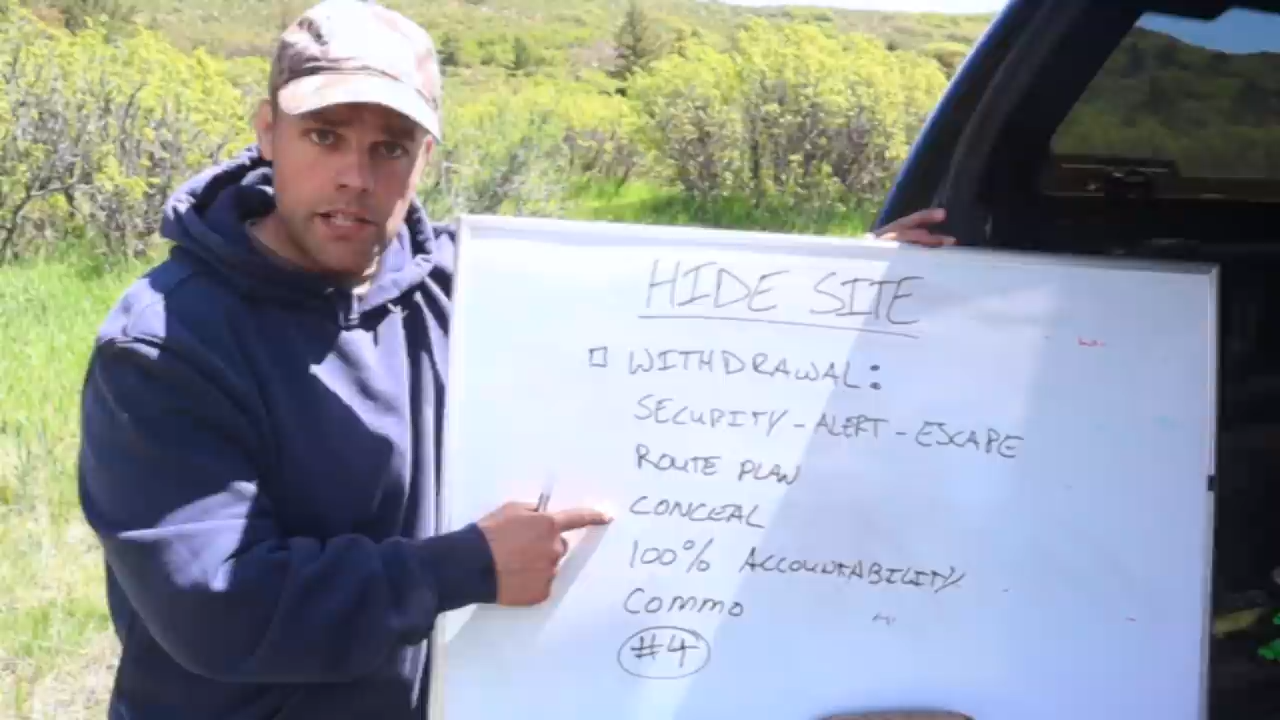 HIDE SITE
WITHDRAWAL:
SECURITY - ALERT - ESCAPE
ROUTE PLAN
CONCEAL
100% ACCOUNTABILITY
COMMO
#4